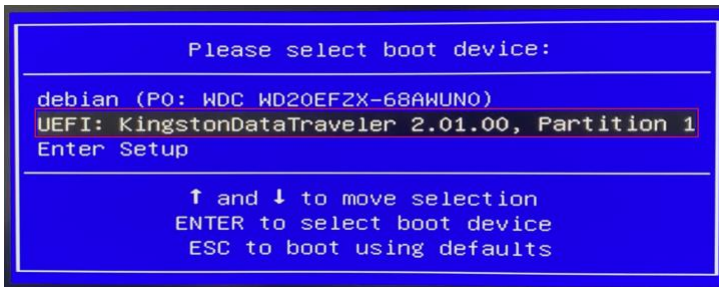 Please select boot device:
debian (PO: WDC WD20EFZX-68AWUN0)
UEFI: KingstonDataTraveler 2.01.00, Partition 1
Enter Setup
↑ and ↓ to move selection
ENTER to select boot device
ESC to boot using defaults